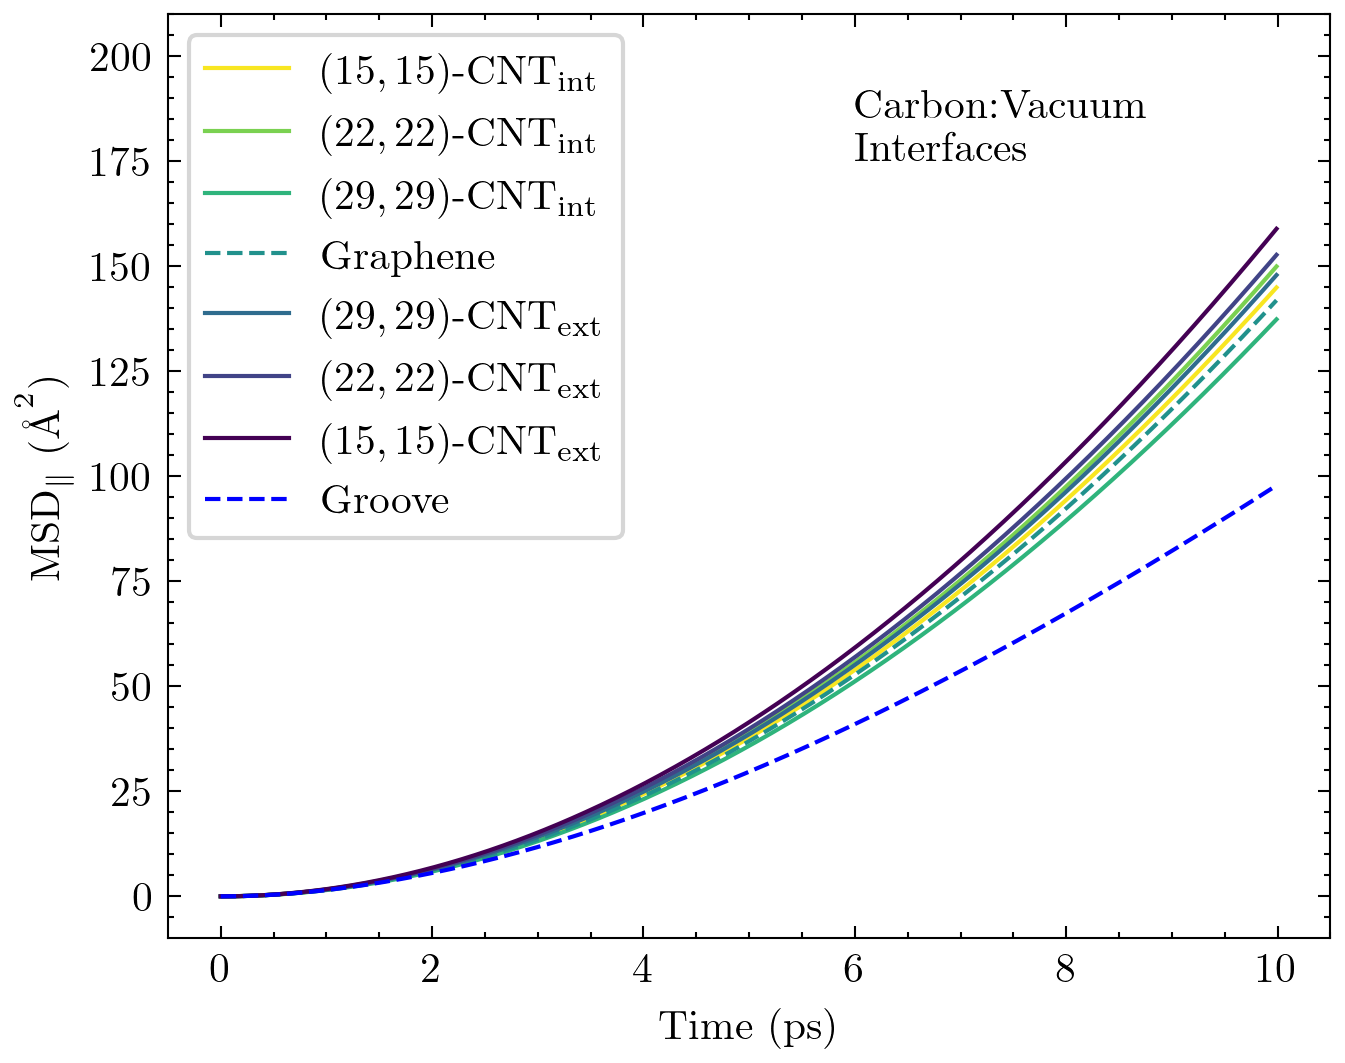 (15, 15)-CNT_int
(22, 22)-CNT_int
(29, 29)-CNT_int
Graphene
(29, 29)-CNT_ext
(22, 22)-CNT_ext
(15, 15)-CNT_ext
Groove
Carbon:Vacuum
Interfaces
200
175
150
125
100
75
50
25
0
MSD∥ (Å²)
0 2 4 6 8 10
Time (ps)